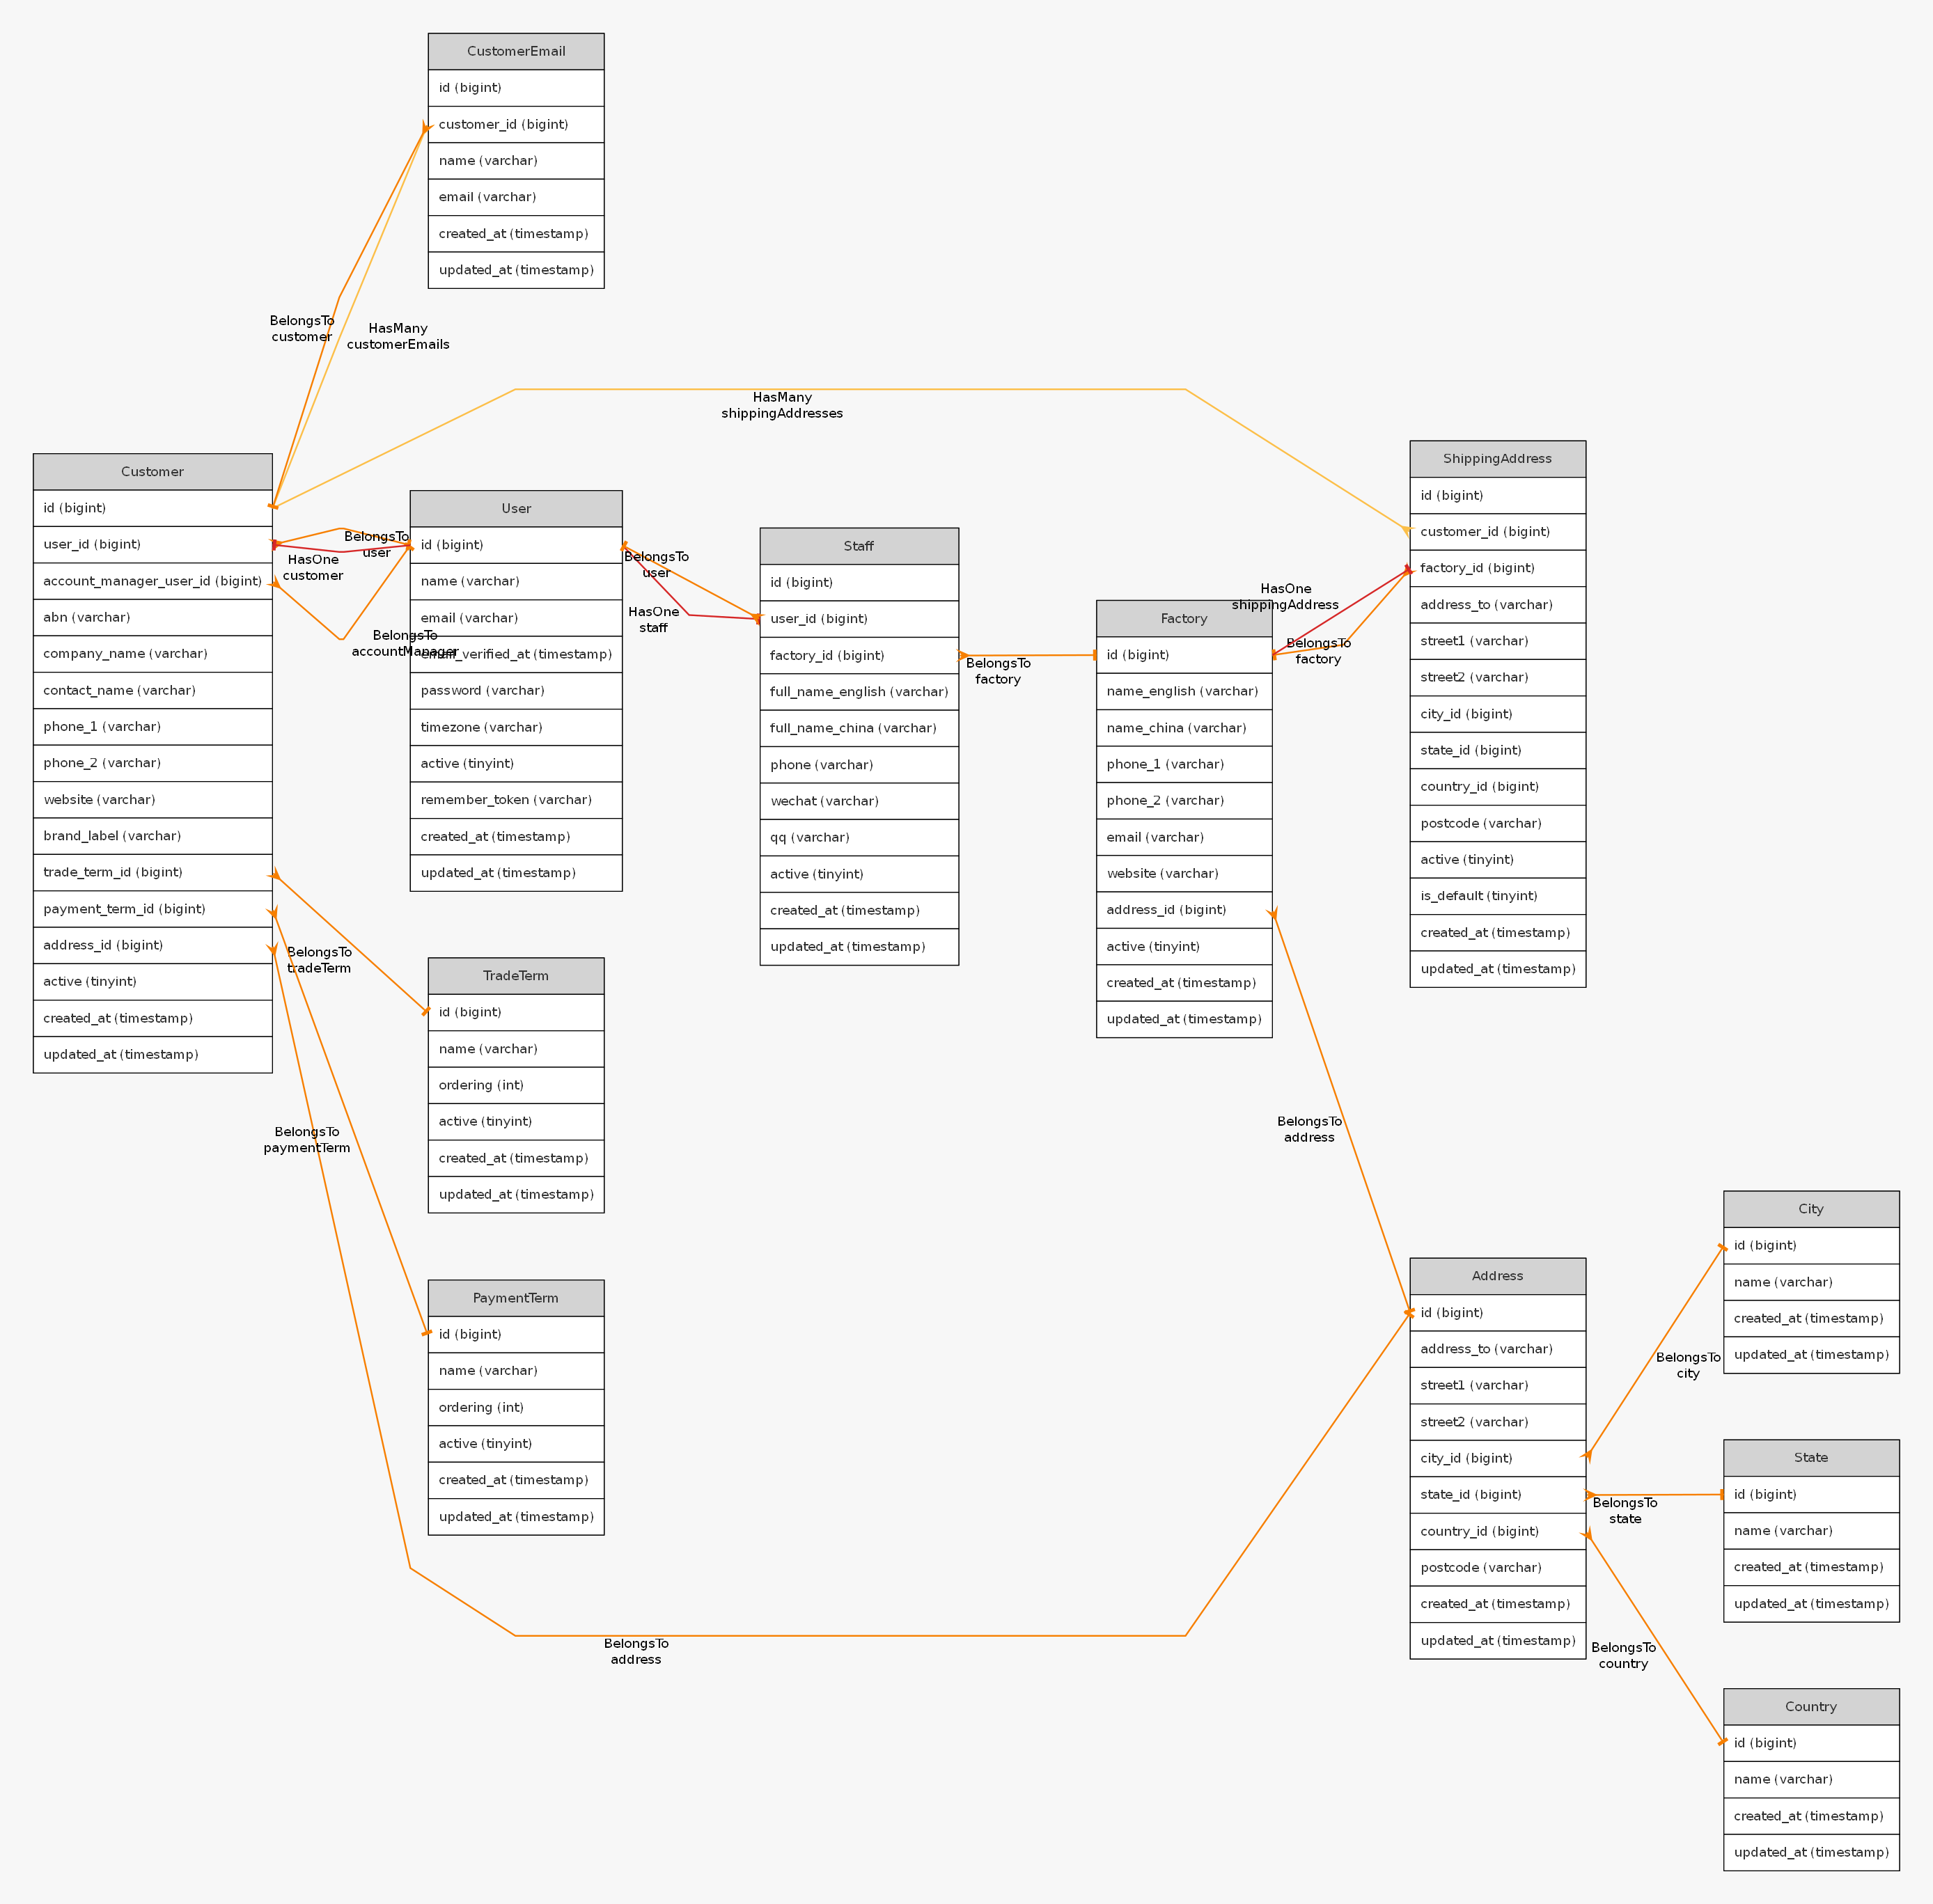 CustomerEmail
id (bigint)
customer_id (bigint)
name (varchar)
email (varchar)
created_at (timestamp)
updated_at (timestamp)
BelongsTo
customer
HasMany
customerEmails
HasMany
shippingAddresses
Customer
id (bigint)
user_id (bigint)
account_manager_user_id (bigint)
abn (varchar)
company_name (varchar)
contact_name (varchar)
phone_1 (varchar)
phone_2 (varchar)
website (varchar)
brand_label (varchar)
trade_term_id (bigint)
payment_term_id (bigint)
address_id (bigint)
active (tinyint)
created_at (timestamp)
updated_at (timestamp)
BelongsTo
user
HasOne
customer
BelongsTo
accountManager
User
id (bigint)
name (varchar)
email (varchar)
email_verified_at (timestamp)
password (varchar)
timezone (varchar)
active (tinyint)
remember_token (varchar)
created_at (timestamp)
updated_at (timestamp)
BelongsTo
user
HasOne
staff
Staff
id (bigint)
user_id (bigint)
factory_id (bigint)
full_name_english (varchar)
full_name_china (varchar)
phone (varchar)
wechat (varchar)
qq (varchar)
active (tinyint)
created_at (timestamp)
updated_at (timestamp)
BelongsTo
factory
Factory
id (bigint)
name_english (varchar)
name_china (varchar)
phone_1 (varchar)
phone_2 (varchar)
email (varchar)
website (varchar)
address_id (bigint)
active (tinyint)
created_at (timestamp)
updated_at (timestamp)
HasOne
shippingAddress
BelongsTo
factory
ShippingAddress
id (bigint)
customer_id (bigint)
factory_id (bigint)
address_to (varchar)
street1 (varchar)
street2 (varchar)
city_id (bigint)
state_id (bigint)
country_id (bigint)
postcode (varchar)
active (tinyint)
is_default (tinyint)
created_at (timestamp)
updated_at (timestamp)
BelongsTo
tradeTerm
TradeTerm
id (bigint)
name (varchar)
ordering (int)
active (tinyint)
created_at (timestamp)
updated_at (timestamp)
BelongsTo
paymentTerm
PaymentTerm
id (bigint)
name (varchar)
ordering (int)
active (tinyint)
created_at (timestamp)
updated_at (timestamp)
BelongsTo
address
BelongsTo
address
Address
id (bigint)
address_to (varchar)
street1 (varchar)
street2 (varchar)
city_id (bigint)
state_id (bigint)
country_id (bigint)
postcode (varchar)
created_at (timestamp)
updated_at (timestamp)
BelongsTo
city
BelongsTo
state
BelongsTo
country
City
id (bigint)
name (varchar)
created_at (timestamp)
updated_at (timestamp)
State
id (bigint)
name (varchar)
created_at (timestamp)
updated_at (timestamp)
Country
id (bigint)
name (varchar)
created_at (timestamp)
updated_at (timestamp)